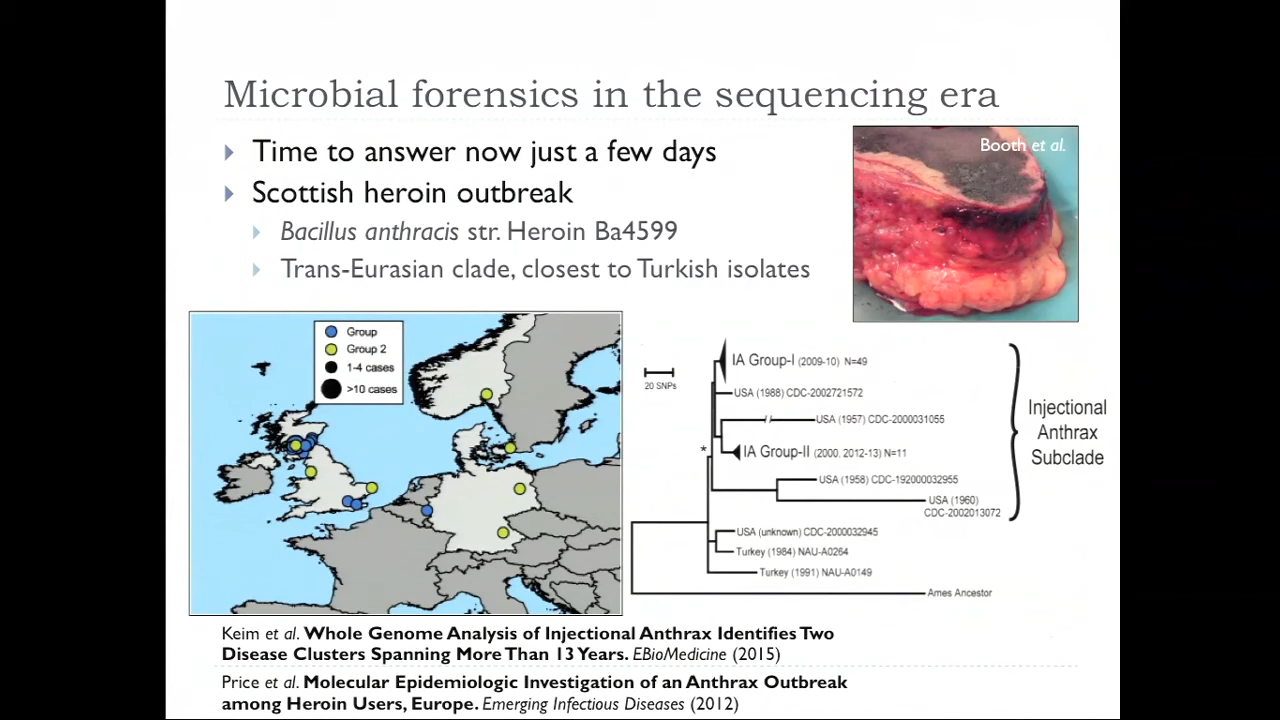 Microbial forensics in the sequencing era
Time to answer now just a few days
Scottish heroin outbreak
Bacillus anthracis str. Heroin Ba4599
Trans-Eurasian clade, closest to Turkish isolates
Booth et al.
Group
Group 2
1-4 cases
>10 cases
20 SNPs
IA Group-I (2009-10) N=49
USA (1988) CDC-2002721572
USA (1957) CDC-2000031055
*
IA Group-II (2000, 2012-13) N=11
USA (1958) CDC-192000032955
USA (1960)
CDC-2002013072
USA (unknown) CDC-2000032945
Turkey (1984) NAU-A0264
Turkey (1991) NAU-A0149
Ames Ancestor
Injectional
Anthrax
Subclade
Keim et al. Whole Genome Analysis of Injectional Anthrax Identifies Two
Disease Clusters Spanning More Than 13 Years. EBioMedicine (2015)
Price et al. Molecular Epidemiologic Investigation of an Anthrax Outbreak
among Heroin Users, Europe. Emerging Infectious Diseases (2012)